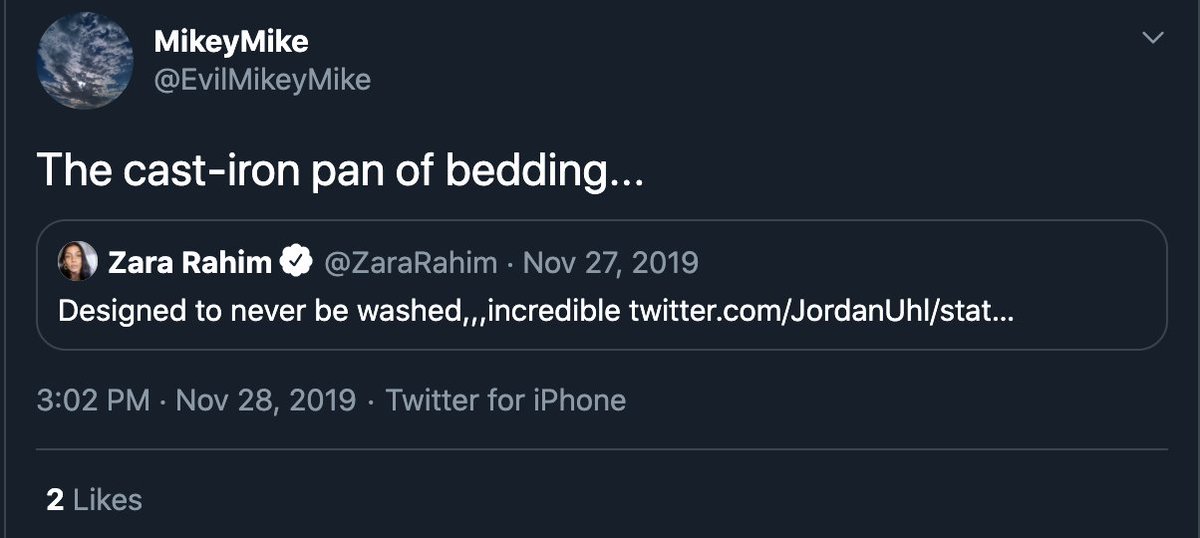 MikeyMike
@EvilMikeyMike
The cast-iron pan of bedding...
Zara Rahim @ZaraRahim · Nov 27, 2019
Designed to never be washed,,,incredible twitter.com/JordanUhl/stat...
3:02 PM · Nov 28, 2019 · Twitter for iPhone
2 Likes